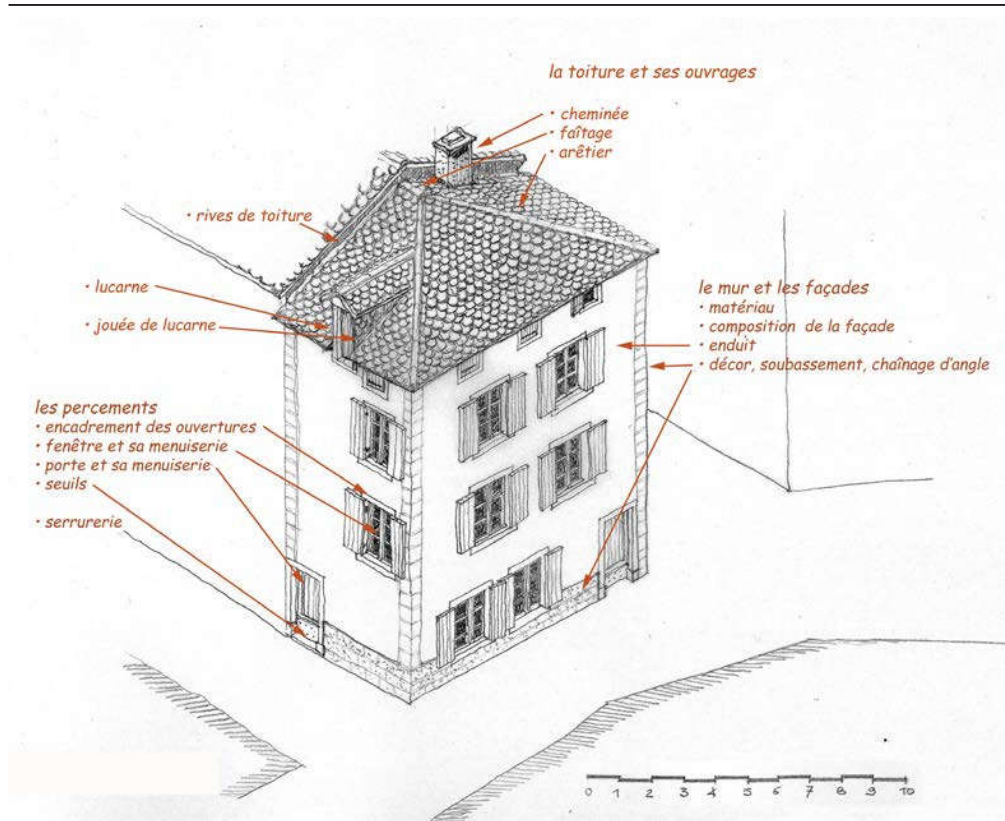 la toiture et ses ouvrages
• cheminée
• faîtage
• arêtier
• rives de toiture
• lucarne
• jouée de lucarne
le mur et les façades
• matériau
• composition de la façade
• enduit
• décor, soubassement, chaînage d'angle
les percements
• encadrement des ouvertures
• fenêtre et sa menuiserie
• porte et sa menuiserie
• seuils
• serrurerie
0 1 2 3 4 5 6 7 8 9 10